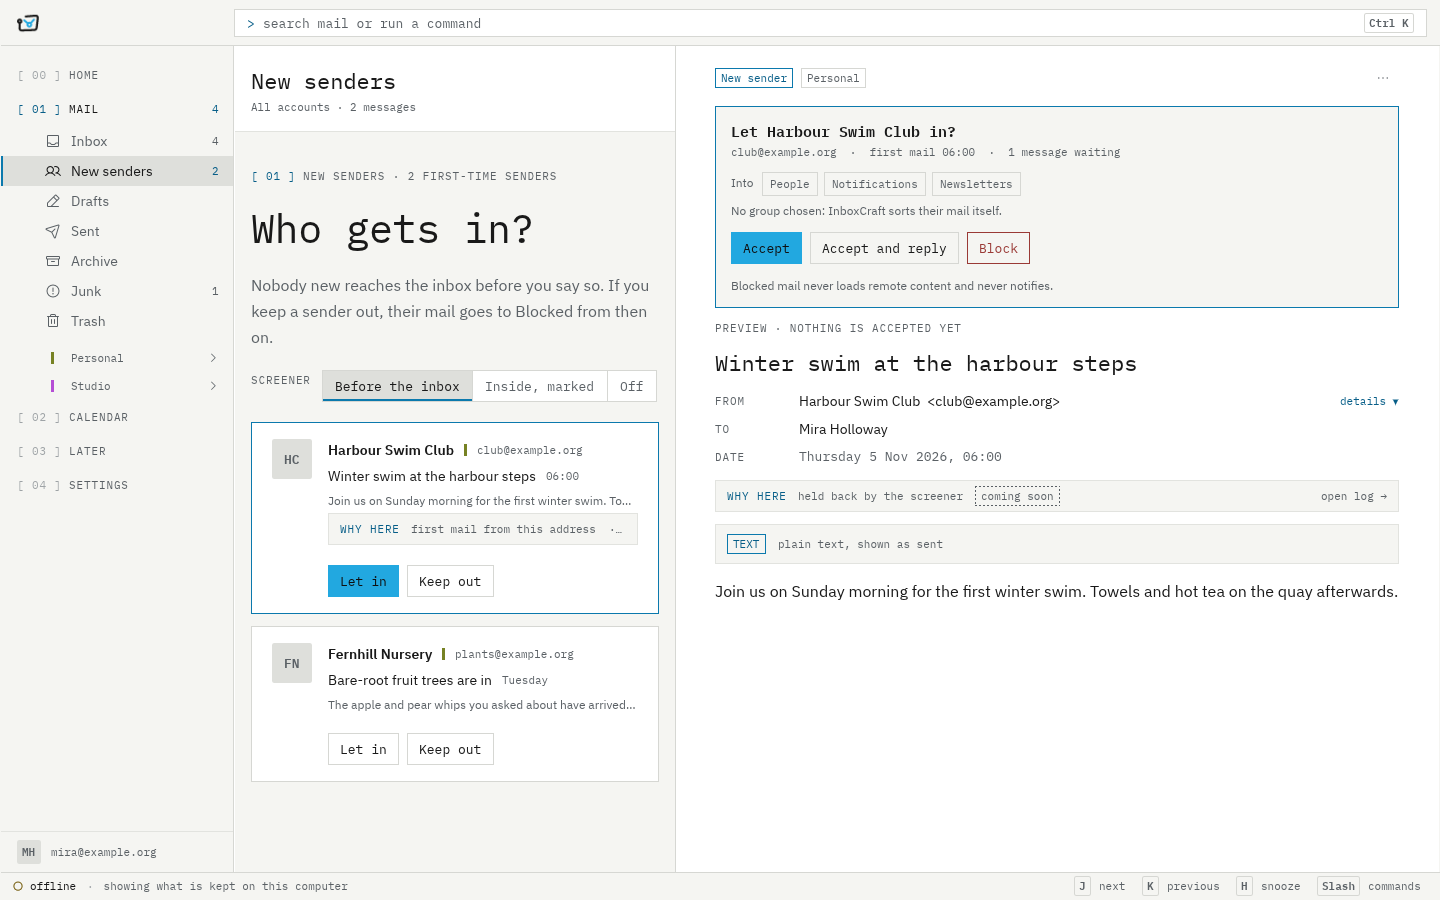 > search mail or run a command
Ctrl K
[ 00 ] HOME
[ 01 ] MAIL 4
Inbox 4
New senders 2
Drafts
Sent
Archive
Junk 1
Trash
Personal
Studio
[ 02 ] CALENDAR
[ 03 ] LATER
[ 04 ] SETTINGS
MH mira@example.org
New senders
All accounts · 2 messages
[ 01 ] NEW SENDERS · 2 FIRST-TIME SENDERS
Who gets in?
Nobody new reaches the inbox before you say so. If you
keep a sender out, their mail goes to Blocked from then
on.
SCREENER Before the inbox Inside, marked Off
HC
Harbour Swim Club club@example.org
Winter swim at the harbour steps 06:00
Join us on Sunday morning for the first winter swim. To...
WHY HERE first mail from this address ·…
Let in Keep out
FN
Fernhill Nursery plants@example.org
Bare-root fruit trees are in Tuesday
The apple and pear whips you asked about have arrived...
Let in Keep out
New sender Personal ...
Let Harbour Swim Club in?
club@example.org · first mail 06:00 · 1 message waiting
Into People Notifications Newsletters
No group chosen: InboxCraft sorts their mail itself.
Accept Accept and reply Block
Blocked mail never loads remote content and never notifies.
PREVIEW · NOTHING IS ACCEPTED YET
Winter swim at the harbour steps
FROM Harbour Swim Club <club@example.org> details ▾
TO Mira Holloway
DATE Thursday 5 Nov 2026, 06:00
WHY HERE held back by the screener coming soon open log →
TEXT plain text, shown as sent
Join us on Sunday morning for the first winter swim. Towels and hot tea on the quay afterwards.
offline · showing what is kept on this computer
J next K previous H snooze Slash commands